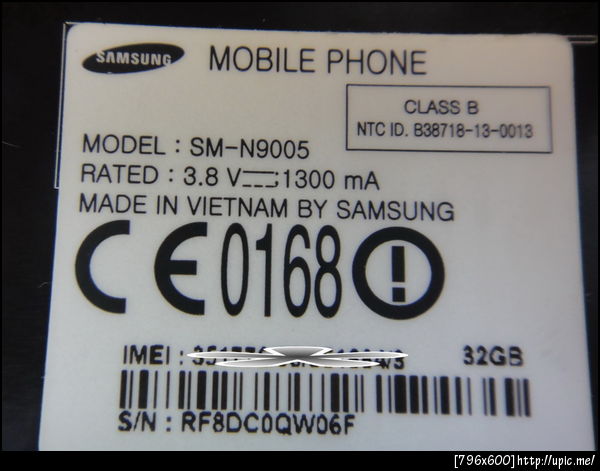 SAMSUNG MOBILE PHONE
CLASS B
NTC ID. B38718-13-0013
MODEL : SM-N9005
RATED : 3.8 V 1300 mA
MADE IN VIETNAM BY SAMSUNG
CE0168
IMEI : 32GB
S/N : RF8DC0QW06F
[796x600]http://upic.me/